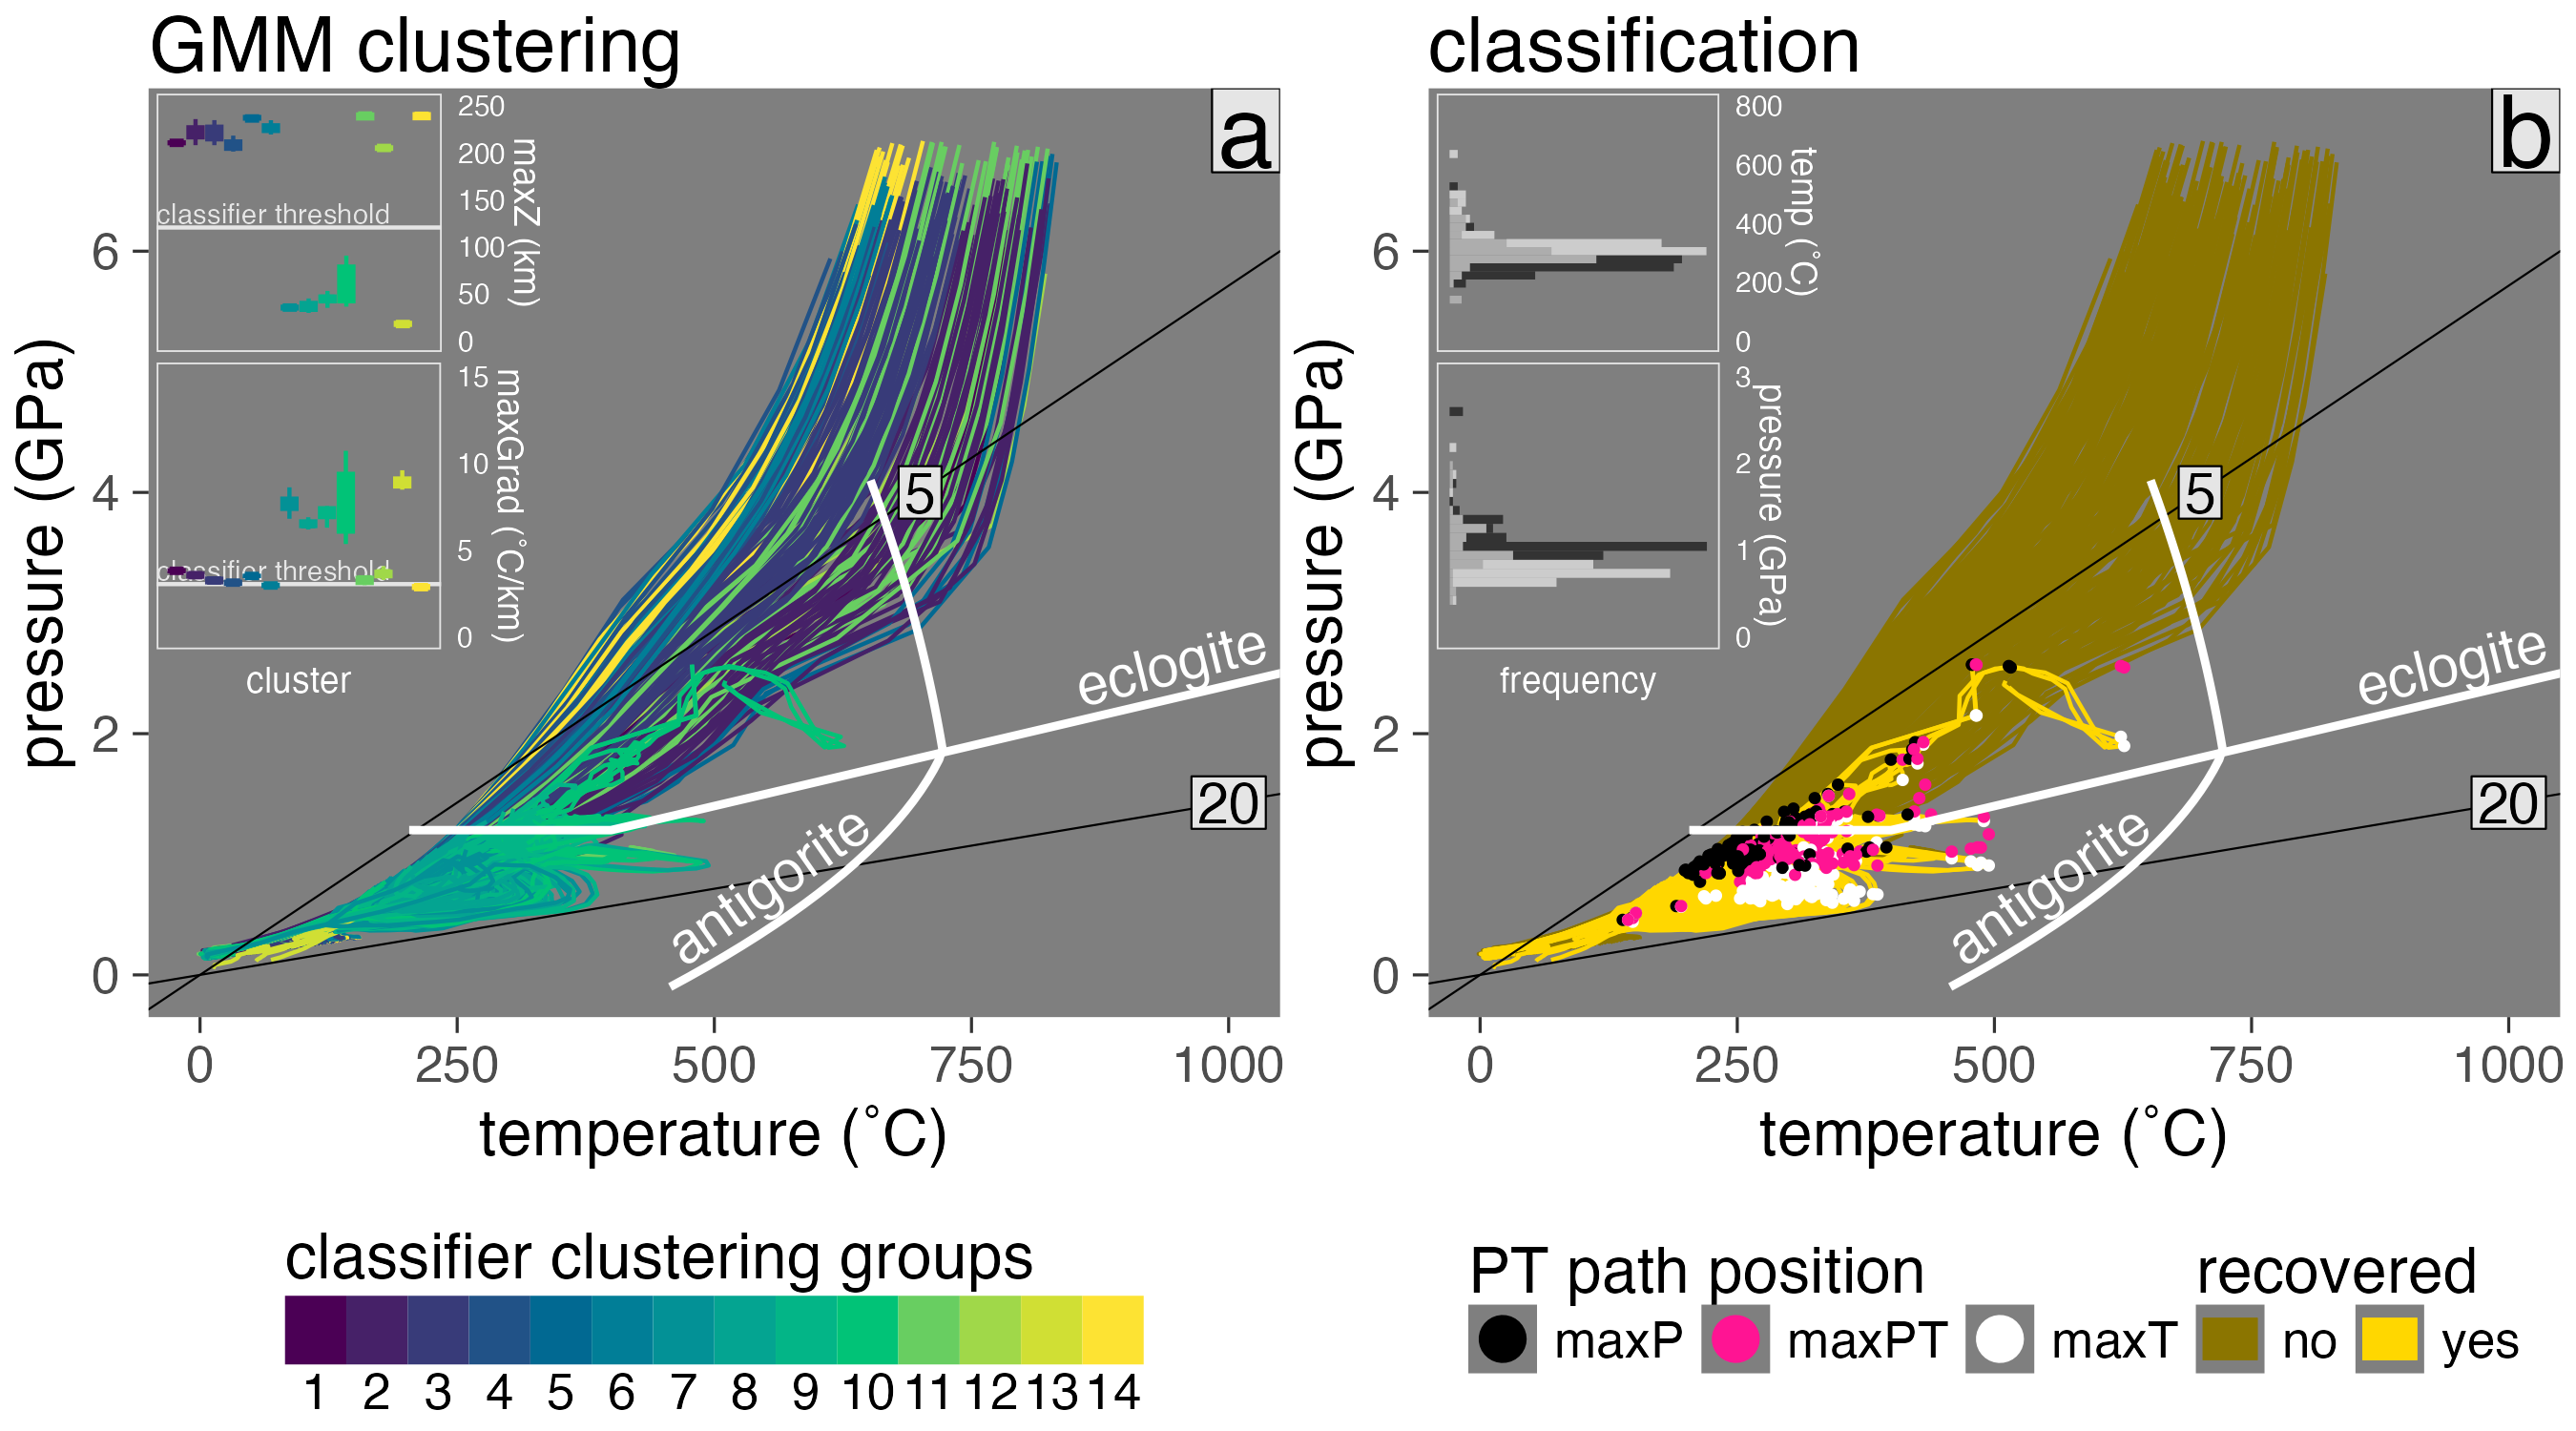 GMM clustering
a
250
200
150
100
50
0
maxZ (km)
classifier threshold
15
10
5
0
maxGrad (˚C/km)
classifier threshold
cluster
5
20
eclogite
antigorite
6
4
2
0
pressure (GPa)
0 250 500 750 1000
temperature (˚C)
classifier clustering groups
1 2 3 4 5 6 7 8 9 10 11 12 13 14
classification
b
800
600
400
200
0
temp (˚C)
3
2
1
0
pressure (GPa)
frequency
5
20
eclogite
antigorite
6
4
2
0
pressure (GPa)
0 250 500 750 1000
temperature (˚C)
PT path position
maxP maxPT maxT
recovered
no yes